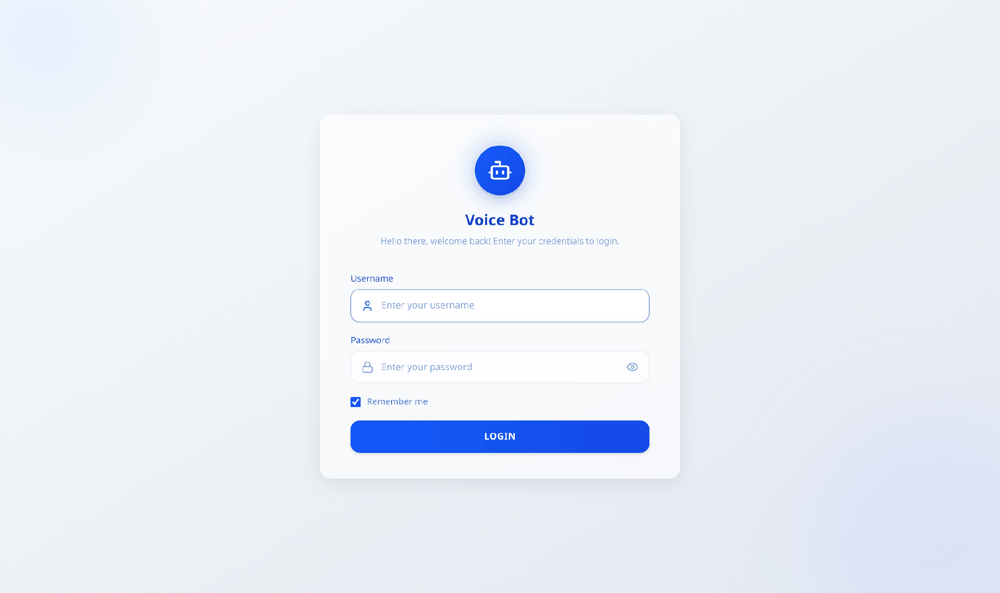 Voice Bot
Hello there, welcome back! Enter your credentials to login.
Username
Enter your username
Password
Enter your password
Remember me
LOGIN